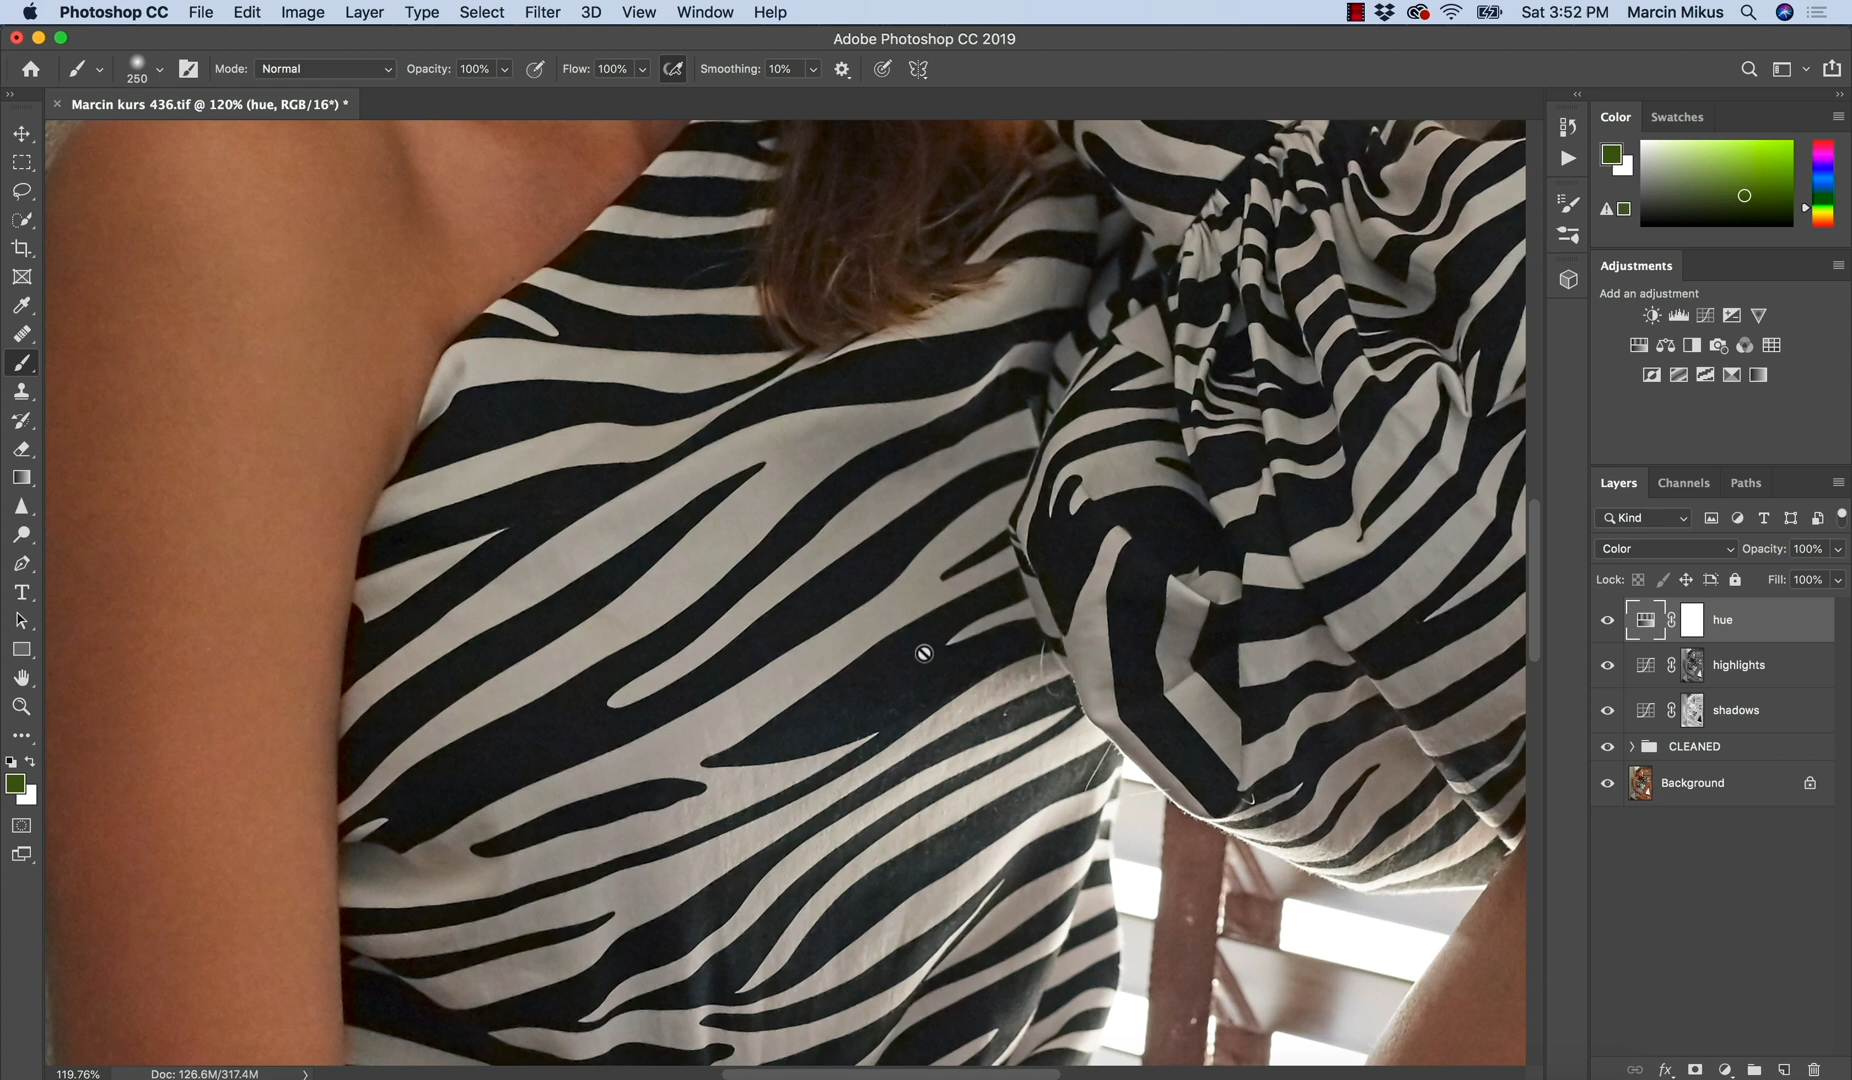 Photoshop CC File Edit Image Layer Type Select Filter 3D View Window Help Sat 3:52 PM Marcin Mikus
Adobe Photoshop CC 2019
250 Mode: Normal Opacity: 100% Flow: 100% Smoothing: 10%
× Marcin kurs 436.tif @ 120% (hue, RGB/16*) *
Color Swatches
Adjustments
Add an adjustment
Layers Channels Paths
Kind
Color Opacity: 100%
Lock: Fill: 100%
hue
highlights
shadows
CLEANED
Background
119.76% Doc: 126.6M/317.4M